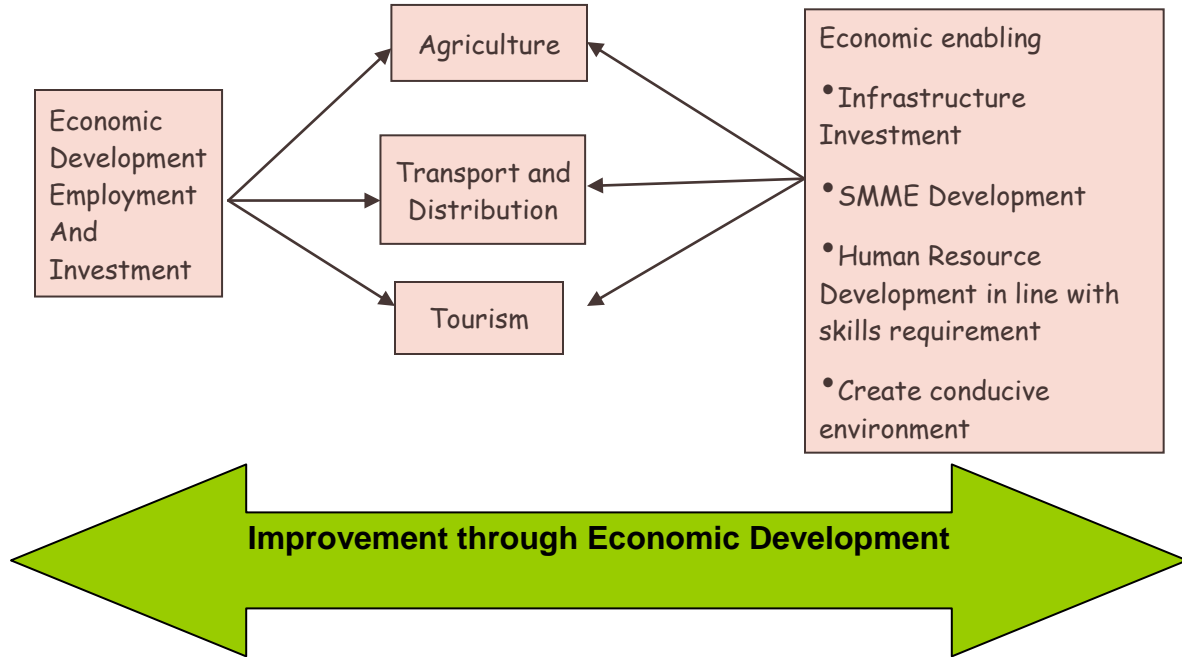 Economic
Development
Employment
And
Investment
Agriculture
Transport and
Distribution
Tourism
Economic enabling
•Infrastructure
Investment
•SMME Development
•Human Resource
Development in line with
skills requirement
•Create conducive
environment
Improvement through Economic Development